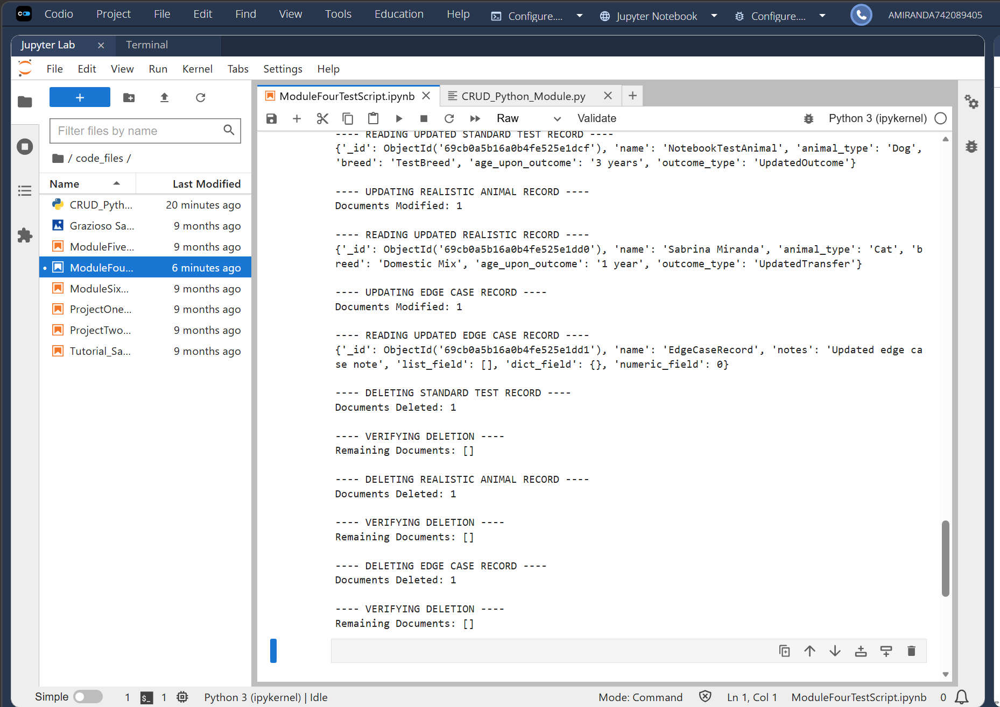 Codio Project File Edit Find View Tools Education Help Configure.... Jupyter Notebook Configure.... AMIRANDA742089405
Jupyter Lab Terminal
File Edit View Run Kernel Tabs Settings Help
ModuleFourTestScript.ipynb CRUD_Python_Module.py
Raw Validate Python 3 (ipykernel)
Filter files by name
/ code_files /
Name Last Modified
CRUD_Pyth... 20 minutes ago
Grazioso Sa... 9 months ago
ModuleFive... 9 months ago
ModuleFou... 6 minutes ago
ModuleSix... 9 months ago
ProjectOne... 9 months ago
ProjectTwo... 9 months ago
Tutorial_Sa... 9 months ago
---- READING UPDATED STANDARD TEST RECORD ----
{'_id': ObjectId('69cb0a5b16a0b4fe525e1dcf'), 'name': 'NotebookTestAnimal', 'animal_type': 'Dog',
'breed': 'TestBreed', 'age_upon_outcome': '3 years', 'outcome_type': 'UpdatedOutcome'}
---- UPDATING REALISTIC ANIMAL RECORD ----
Documents Modified: 1
---- READING UPDATED REALISTIC RECORD ----
{'_id': ObjectId('69cb0a5b16a0b4fe525e1dd0'), 'name': 'Sabrina Miranda', 'animal_type': 'Cat', 'b
reed': 'Domestic Mix', 'age_upon_outcome': '1 year', 'outcome_type': 'UpdatedTransfer'}
---- UPDATING EDGE CASE RECORD ----
Documents Modified: 1
---- READING UPDATED EDGE CASE RECORD ----
{'_id': ObjectId('69cb0a5b16a0b4fe525e1dd1'), 'name': 'EdgeCaseRecord', 'notes': 'Updated edge ca
se note', 'list_field': [], 'dict_field': {}, 'numeric_field': 0}
---- DELETING STANDARD TEST RECORD ----
Documents Deleted: 1
---- VERIFYING DELETION ----
Remaining Documents: []
---- DELETING REALISTIC ANIMAL RECORD ----
Documents Deleted: 1
---- VERIFYING DELETION ----
Remaining Documents: []
---- DELETING EDGE CASE RECORD ----
Documents Deleted: 1
---- VERIFYING DELETION ----
Remaining Documents: []
Simple 1 1 Python 3 (ipykernel) | Idle Mode: Command Ln 1, Col 1 ModuleFourTestScript.ipynb 0